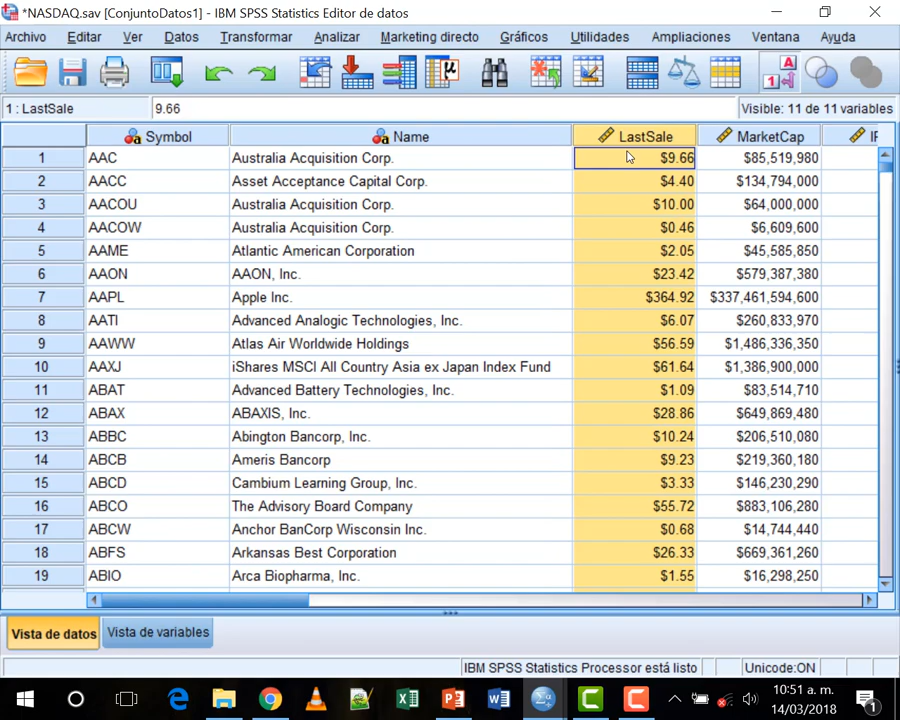 *NASDAQ.sav [ConjuntoDatos1] - IBM SPSS Statistics Editor de datos
Archivo Editar Ver Datos Transformar Analizar Marketing directo Gráficos Utilidades Ampliaciones Ventana Ayuda
1 : LastSale 9.66 Visible: 11 de 11 variables
Symbol Name LastSale MarketCap
1 AAC Australia Acquisition Corp. $9.66 $85,519,980
2 AACC Asset Acceptance Capital Corp. $4.40 $134,794,000
3 AACOU Australia Acquisition Corp. $10.00 $64,000,000
4 AACOW Australia Acquisition Corp. $0.46 $6,609,600
5 AAME Atlantic American Corporation $2.05 $45,585,850
6 AAON AAON, Inc. $23.42 $579,387,380
7 AAPL Apple Inc. $364.92 $337,461,594,600
8 AATI Advanced Analogic Technologies, Inc. $6.07 $260,833,970
9 AAWW Atlas Air Worldwide Holdings $56.59 $1,486,336,350
10 AAXJ iShares MSCI All Country Asia ex Japan Index Fund $61.64 $1,386,900,000
11 ABAT Advanced Battery Technologies, Inc. $1.09 $83,514,710
12 ABAX ABAXIS, Inc. $28.86 $649,869,480
13 ABBC Abington Bancorp, Inc. $10.24 $206,510,080
14 ABCB Ameris Bancorp $9.23 $219,360,180
15 ABCD Cambium Learning Group, Inc. $3.33 $146,230,290
16 ABCO The Advisory Board Company $55.72 $883,106,280
17 ABCW Anchor BanCorp Wisconsin Inc. $0.68 $14,744,440
18 ABFS Arkansas Best Corporation $26.33 $669,361,260
19 ABIO Arca Biopharma, Inc. $1.55 $16,298,250
Vista de datos Vista de variables
IBM SPSS Statistics Processor está listo Unicode:ON
10:51 a. m.
14/03/2018